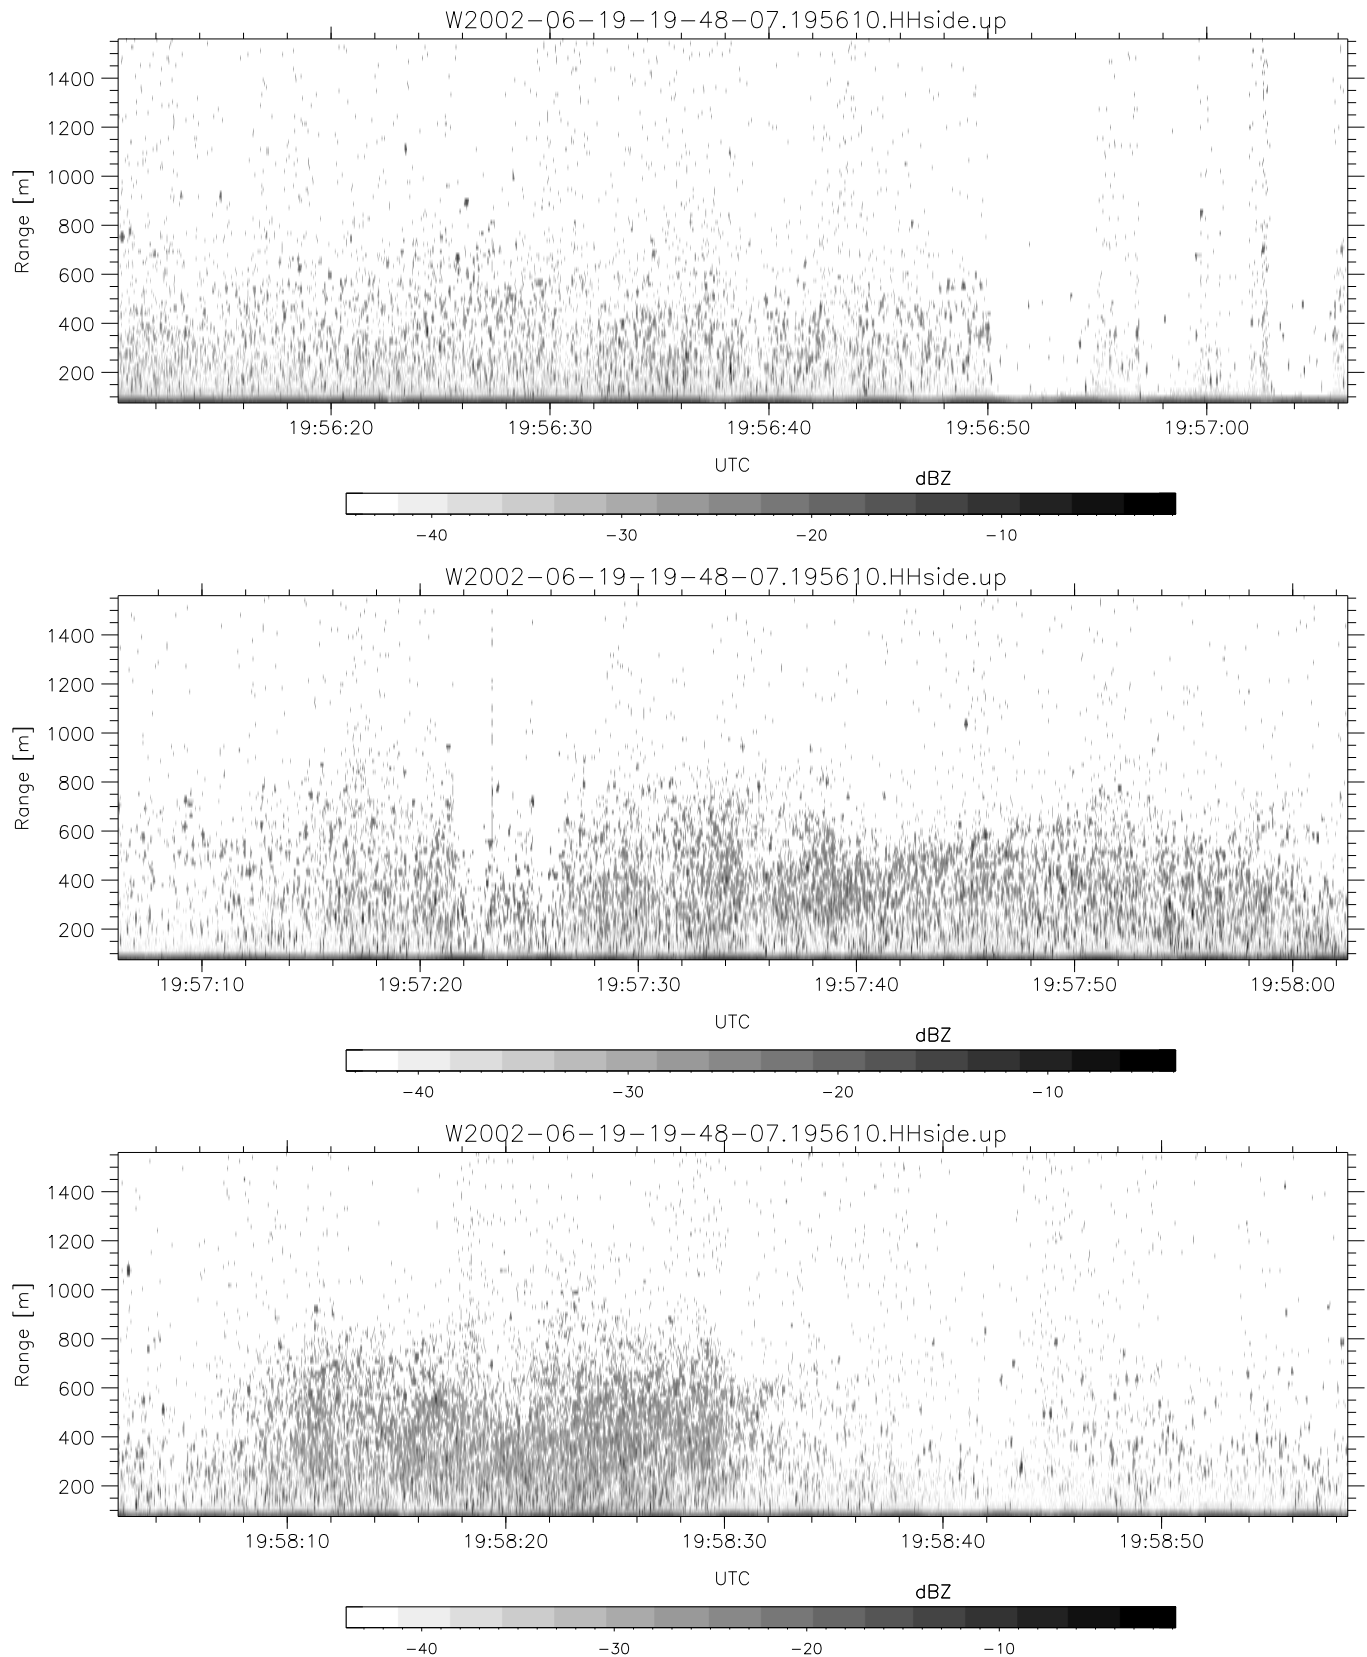 W2002-06-19-19-48-07.195610.HHside.up
1400
1200
1000
800
600
400
200
Range [m]
19:56:20 19:56:30 19:56:40 19:56:50 19:57:00
UTC
dBZ
-40 -30 -20 -10
W2002-06-19-19-48-07.195610.HHside.up
1400
1200
1000
800
600
400
200
Range [m]
19:57:10 19:57:20 19:57:30 19:57:40 19:57:50 19:58:00
UTC
dBZ
-40 -30 -20 -10
W2002-06-19-19-48-07.195610.HHside.up
1400
1200
1000
800
600
400
200
Range [m]
19:58:10 19:58:20 19:58:30 19:58:40 19:58:50
UTC
dBZ
-40 -30 -20 -10